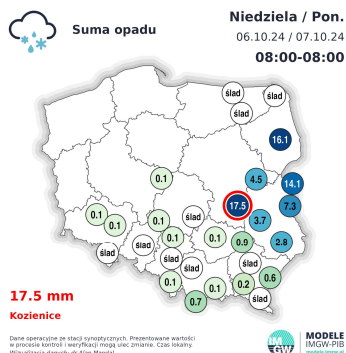 Suma opadu
Niedziela / Pon.
06.10.24 / 07.10.24
08:00-08:00
ślad
ślad
ślad
16.1
0.1
4.5
14.1
17.5
7.3
0.1
0.1
0.1
ślad
3.7
0.1
0.1
0.9
2.8
ślad
ślad
ślad
ślad
0.1
0.1
0.2
0.6
0.7
ślad
17.5 mm
Kozienice
Dane operacyjne ze stacji synoptycznych. Prezentowane wartości
w procesie kontroli i weryfikacji mogą ulec zmianie. Czas lokalny.
IM
GW
MODELE
IMGW-PIB